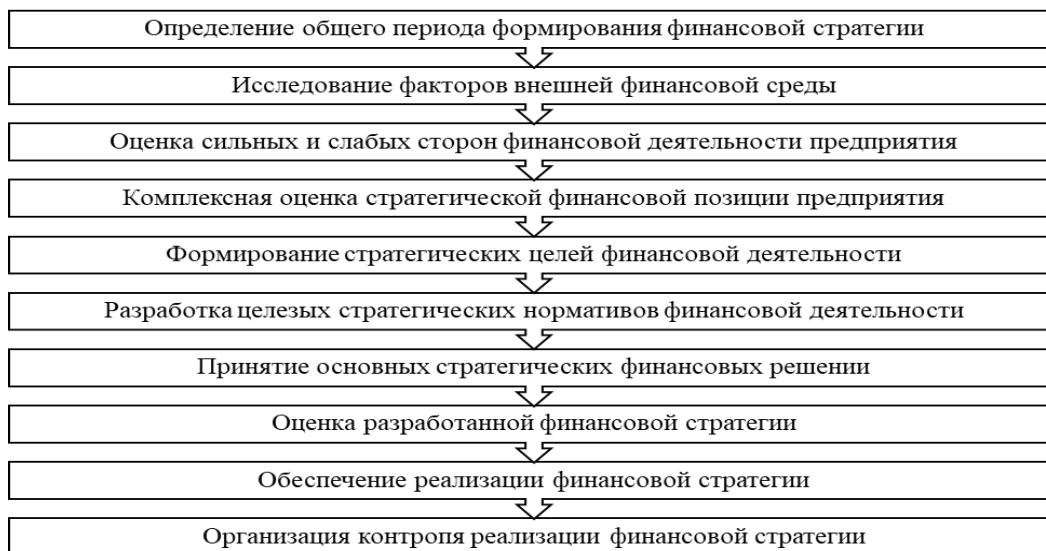 Определение общего периода формирования финансовой стратегии
Исследование факторов внешней финансовой среды
Оценка сильных и слабых сторон финансовой деятельности предприятия
Комплексная оценка стратегической финансовой позиции предприятия
Формирование стратегических целей финансовой деятельности
Разработка целезых стратегических нормативов финансовой деятельности
Принятие основных стратегических финансовых решении
Оценка разработанной финансовой стратегии
Обеспечение реализации финансовой стратегии
Организация контропя реализации финансовой стратегии